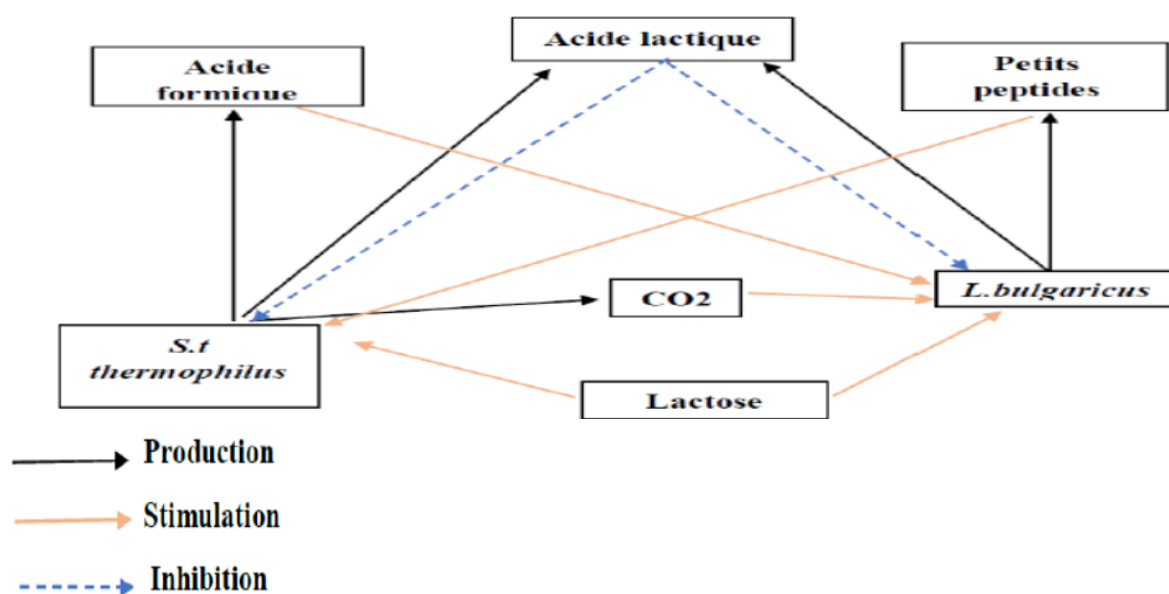 Acide lactique
Acide
formique
Petits
peptides
CO2
L.bulgaricus
S.t
thermophilus
Lactose
Production
Stimulation
Inhibition